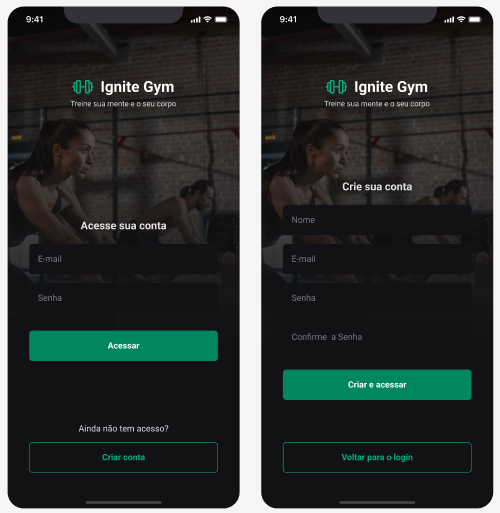 9:41
Ignite Gym
Treine sua mente e o seu corpo
Acesse sua conta
E-mail
Senha
Acessar
Ainda não tem acesso?
Criar conta
9:41
Ignite Gym
Treine sua mente e o seu corpo
Crie sua conta
Nome
E-mail
Senha
Confirme a Senha
Criar e acessar
Voltar para o login